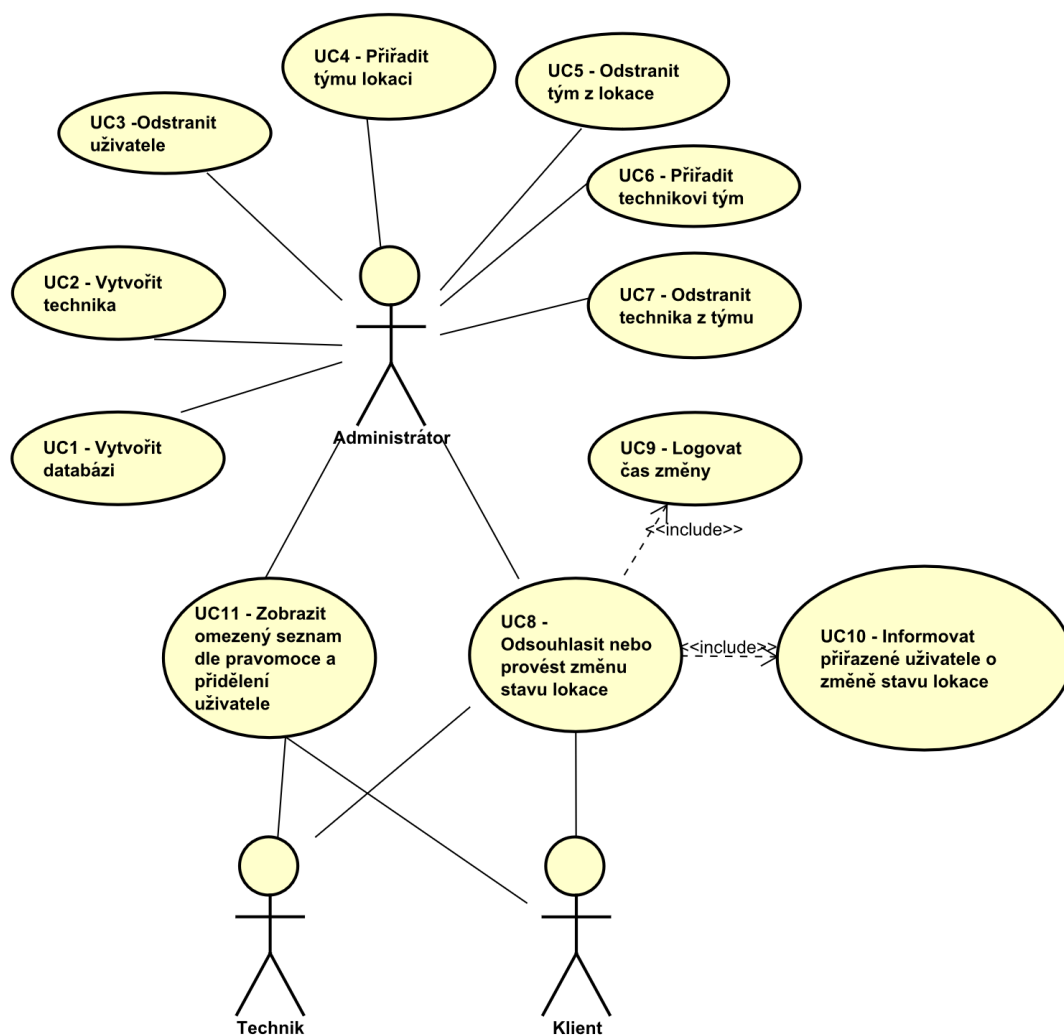 UC4 - Přiřadit
týmu lokaci
UC5 - Odstranit
tým z lokace
UC3 -Odstranit
uživatele
UC6 - Přiřadit
technikovi tým
UC2 - Vytvořit
technika
UC7 - Odstranit
technika z týmu
Administrátor
UC1 - Vytvořit
databázi
UC9 - Logovat
čas změny
<<include>>
UC11 - Zobrazit
omezený seznam
dle pravomoce a
přidělení
uživatele
UC8 -
Odsouhlasit nebo
provést změnu
stavu lokace
<<include>>
UC10 - Informovat
přiřazené uživatele o
změně stavu lokace
Technik
Klient